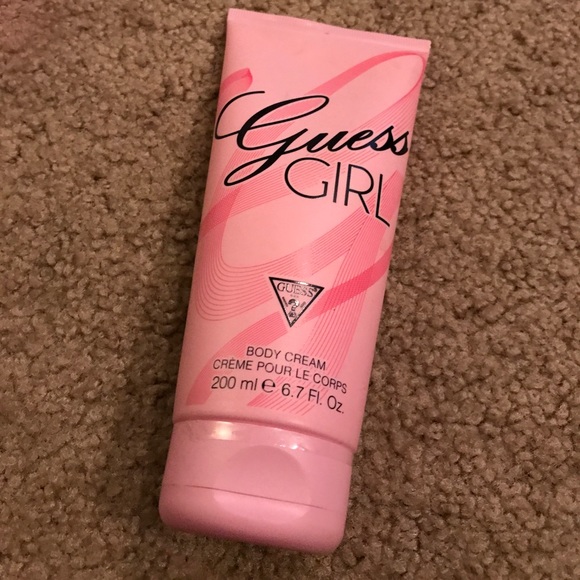 Guess
GIRL
GUESS
?
BODY CREAM
CRÈME POUR LE CORPS
200 ml e 6.7 Fl. Oz.